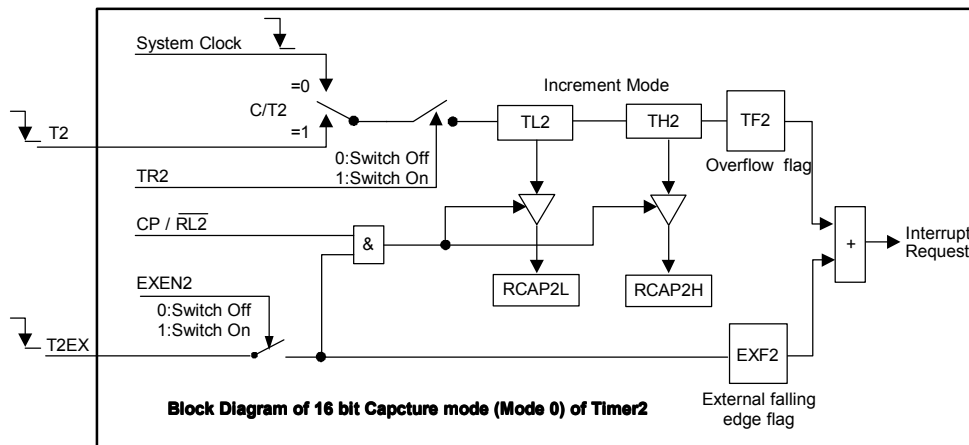 System Clock
=0
C/T2
=1
T2
Increment Mode
TL2
TH2
TF2
Overflow flag
0:Switch Off
1:Switch On
TR2
CP / RL2
&
+
Interrupt
Request
EXEN2
0:Switch Off
1:Switch On
RCAP2L
RCAP2H
T2EX
EXF2
External falling
edge flag
Block Diagram of 16 bit Capcture mode (Mode 0) of Timer2